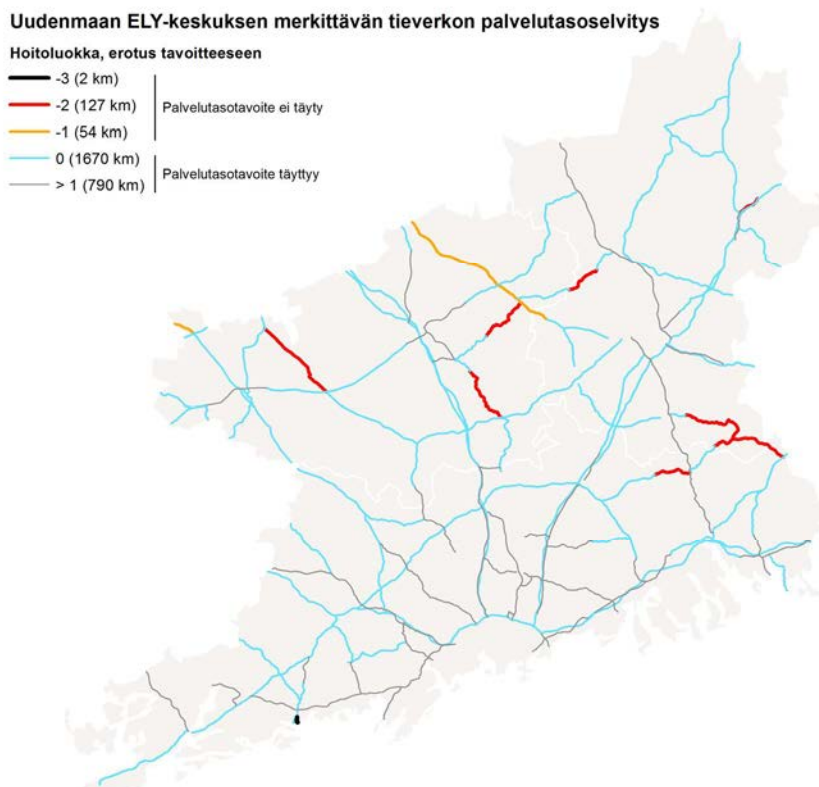 Uudenmaan ELY-keskuksen merkittävän tieverkon palvelutasoselvitys
Hoitoluokka, erotus tavoitteeseen
-3 (2 km)
-2 (127 km)
Palvelutasotavoite ei täyty
-1 (54 km)
0 (1670 km)
Palvelutasotavoite täyttyy
> 1 (790 km)